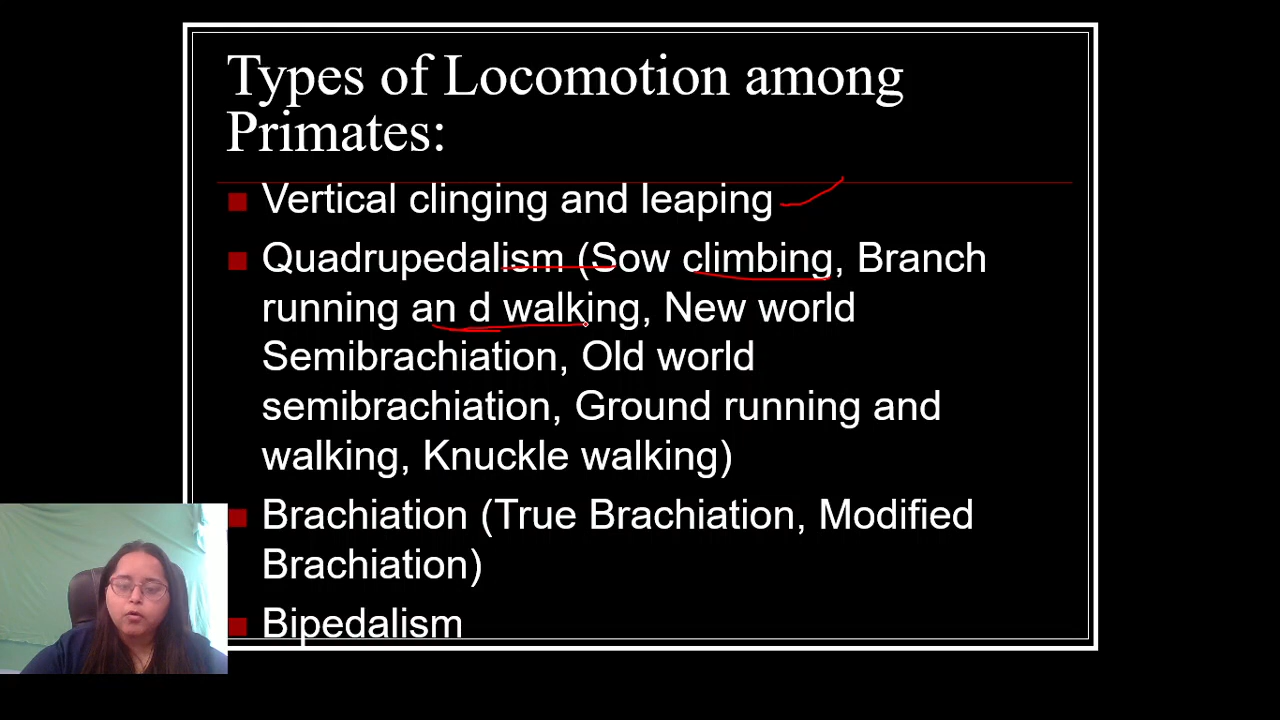 Types of Locomotion among
Primates:
Vertical clinging and leaping
Quadrupedalism (Sow climbing, Branch
running an d walking, New world
Semibrachiation, Old world
semibrachiation, Ground running and
walking, Knuckle walking)
Brachiation (True Brachiation, Modified
Brachiation)
Bipedalism